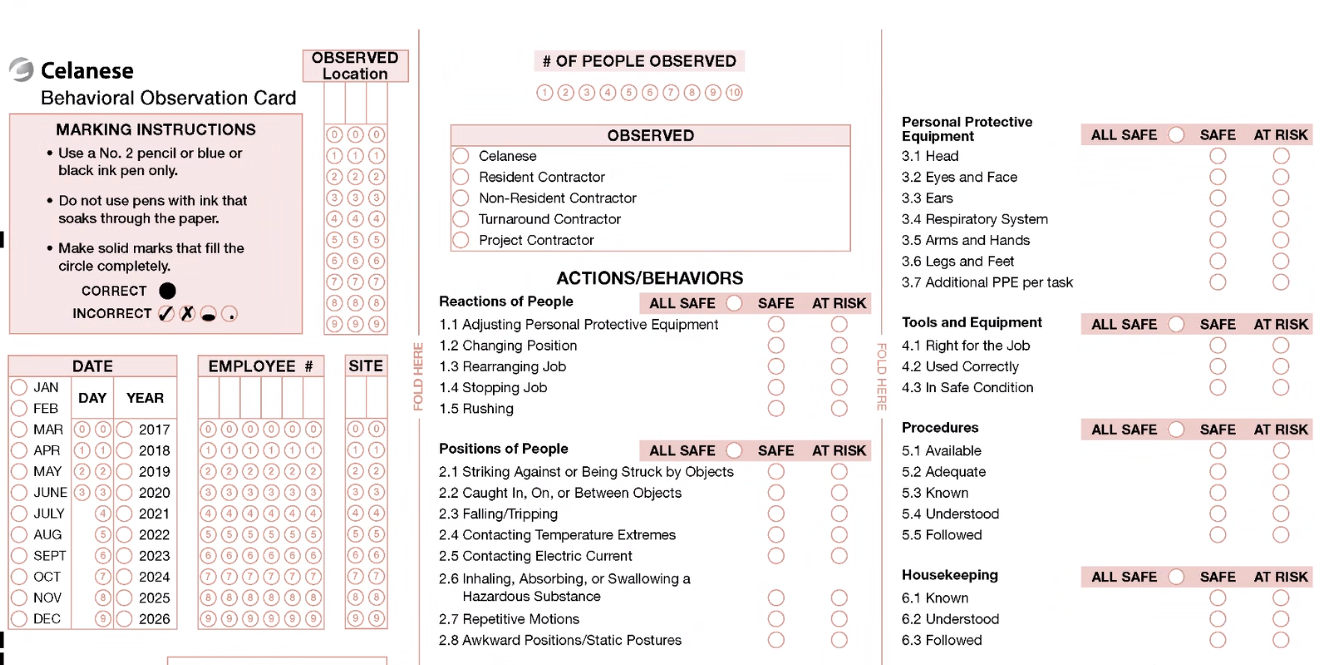 Celanese
Behavioral Observation Card
MARKING INSTRUCTIONS
• Use a No. 2 pencil or blue or
black ink pen only.
• Do not use pens with ink that
soaks through the paper.
• Make solid marks that fill the
circle completely.
CORRECT
INCORRECT
OBSERVED
Location
0 0 0
1 1 1
2 2 2
3 3 3
4 4 4
5 5 5
6 6 6
7 7 7
8 8 8
9 9 9
DATE
JAN
FEB
DAY YEAR
MAR 0 0 2017
APR 1 1 2018
MAY 2 2 2019
JUNE 3 3 2020
JULY 4 2021
AUG 5 2022
SEPT 6 2023
OCT 7 2024
NOV 8 2025
DEC 9 2026
EMPLOYEE #
0 0 0 0 0 0
1 1 1 1 1 1
2 2 2 2 2 2
3 3 3 3 3 3
4 4 4 4 4 4
5 5 5 5 5 5
6 6 6 6 6 6
7 7 7 7 7 7
8 8 8 8 8 8
9 9 9 9 9 9
SITE
0 0
1 1
2 2
3 3
4 4
5 5
6 6
7 7
8 8
9 9
FOLD HERE
# OF PEOPLE OBSERVED
1 2 3 4 5 6 7 8 9 10
OBSERVED
Celanese
Resident Contractor
Non-Resident Contractor
Turnaround Contractor
Project Contractor
ACTIONS/BEHAVIORS
Reactions of People ALL SAFE SAFE AT RISK
1.1 Adjusting Personal Protective Equipment
1.2 Changing Position
1.3 Rearranging Job
1.4 Stopping Job
1.5 Rushing
Positions of People ALL SAFE SAFE AT RISK
2.1 Striking Against or Being Struck by Objects
2.2 Caught In, On, or Between Objects
2.3 Falling/Tripping
2.4 Contacting Temperature Extremes
2.5 Contacting Electric Current
2.6 Inhaling, Absorbing, or Swallowing a
Hazardous Substance
2.7 Repetitive Motions
2.8 Awkward Positions/Static Postures
FOLD HERE
Personal Protective
Equipment ALL SAFE SAFE AT RISK
3.1 Head
3.2 Eyes and Face
3.3 Ears
3.4 Respiratory System
3.5 Arms and Hands
3.6 Legs and Feet
3.7 Additional PPE per task
Tools and Equipment ALL SAFE SAFE AT RISK
4.1 Right for the Job
4.2 Used Correctly
4.3 In Safe Condition
Procedures ALL SAFE SAFE AT RISK
5.1 Available
5.2 Adequate
5.3 Known
5.4 Understood
5.5 Followed
Housekeeping ALL SAFE SAFE AT RISK
6.1 Known
6.2 Understood
6.3 Followed